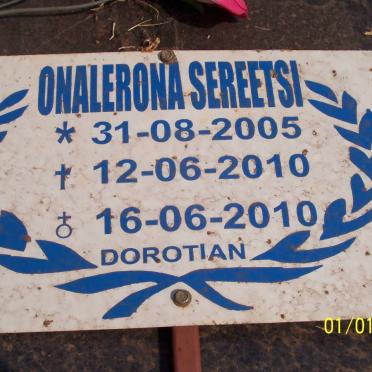 ONALERONA SEREETSI
* 31-08-2005
† 12-06-2010
♁ 16-06-2010
DOROTIAN
01/01